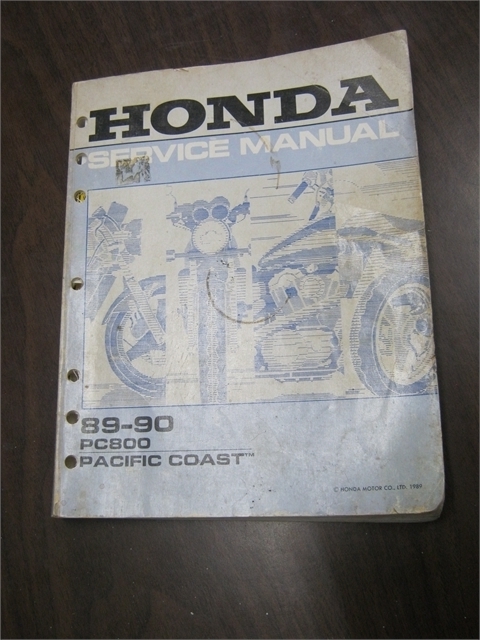 HONDA
SERVICE MANUAL
89-90
PC800
PACIFIC COAST™
© HONDA MOTOR CO., LTD. 1989